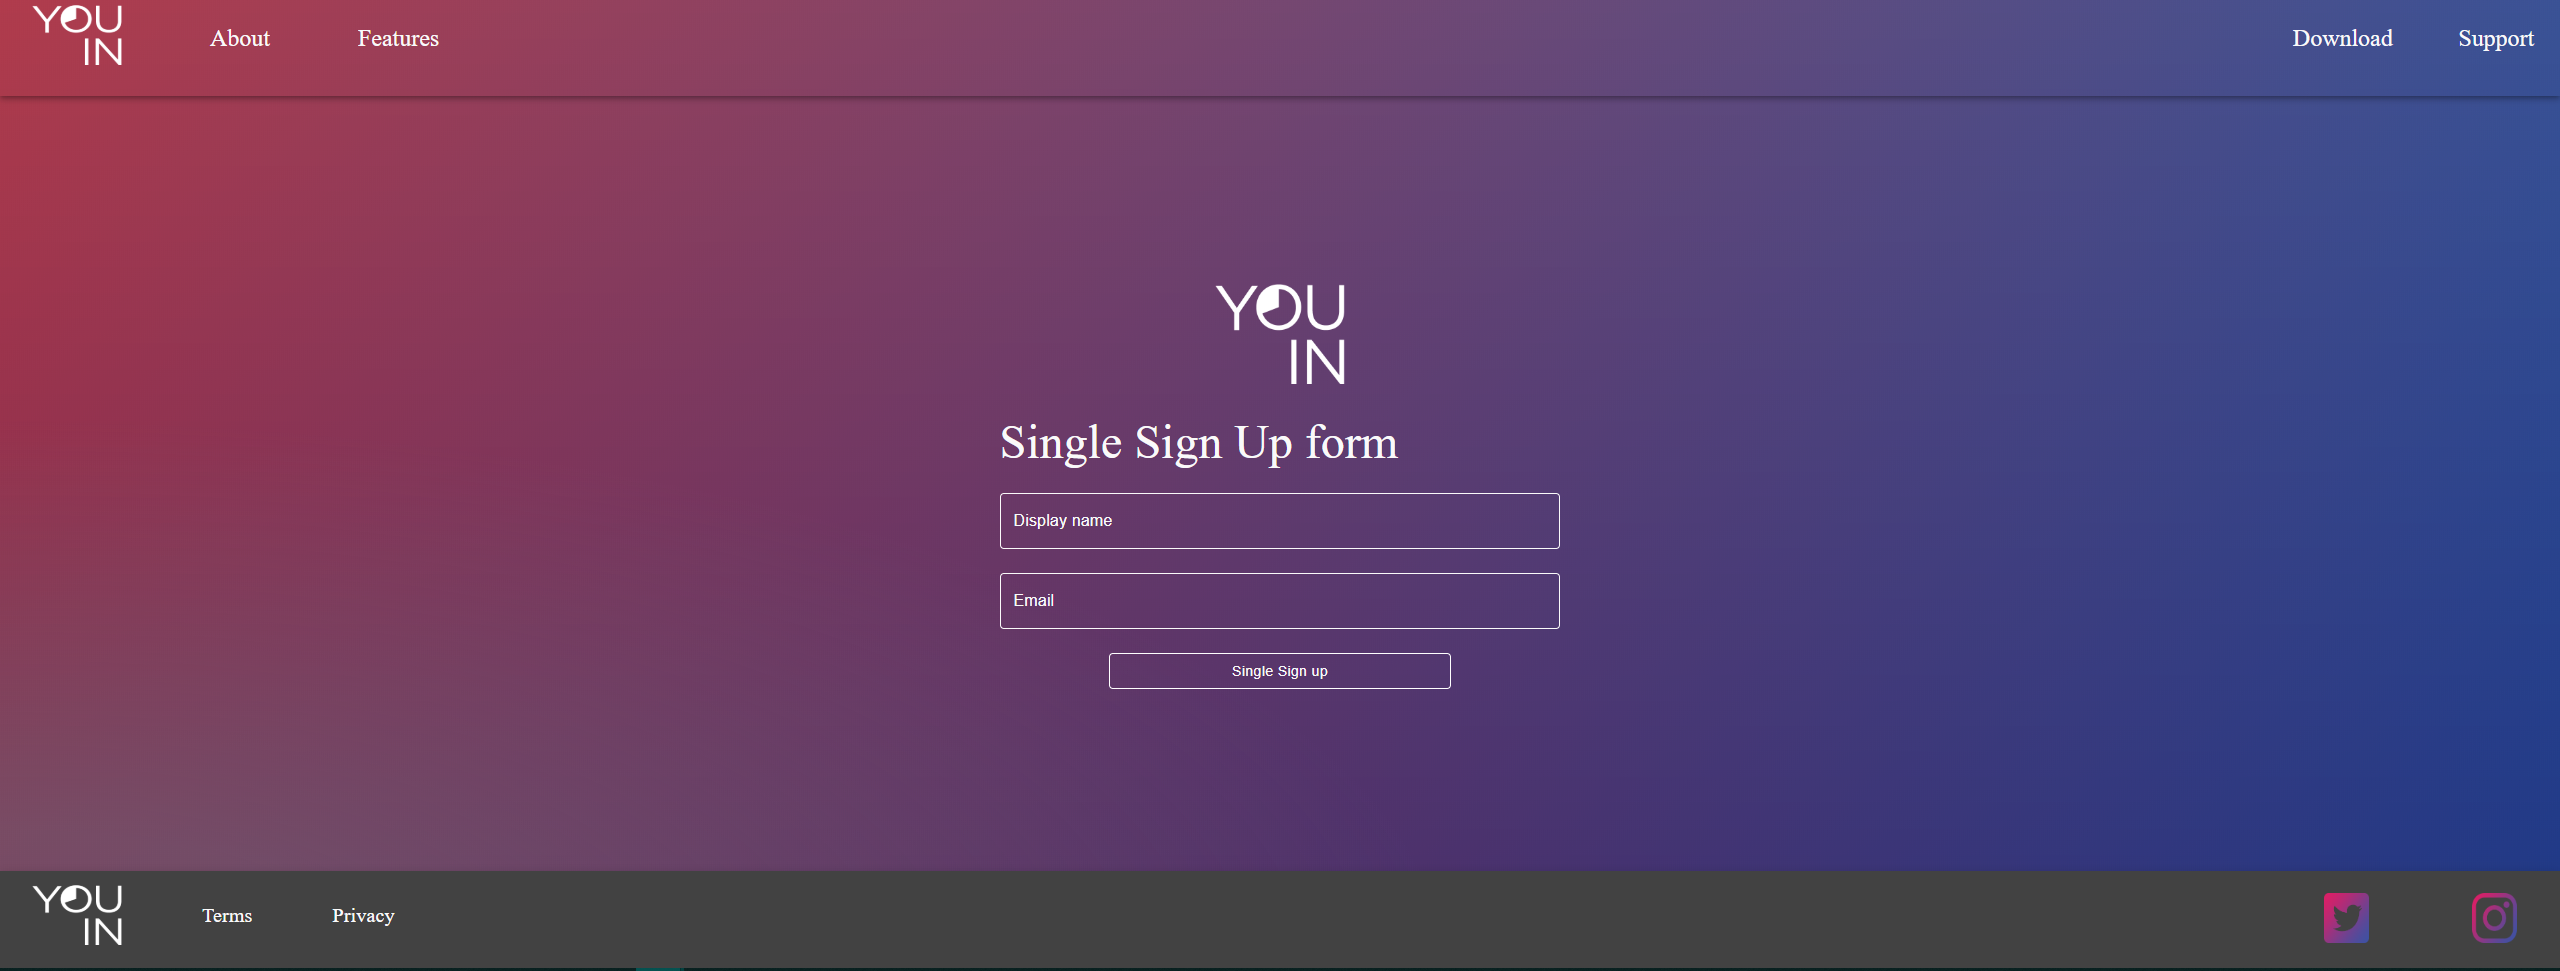 YOU
IN
About
Features
Download
Support
YOU
IN
Single Sign Up form
Display name
Email
Single Sign up
YOU
IN
Terms
Privacy